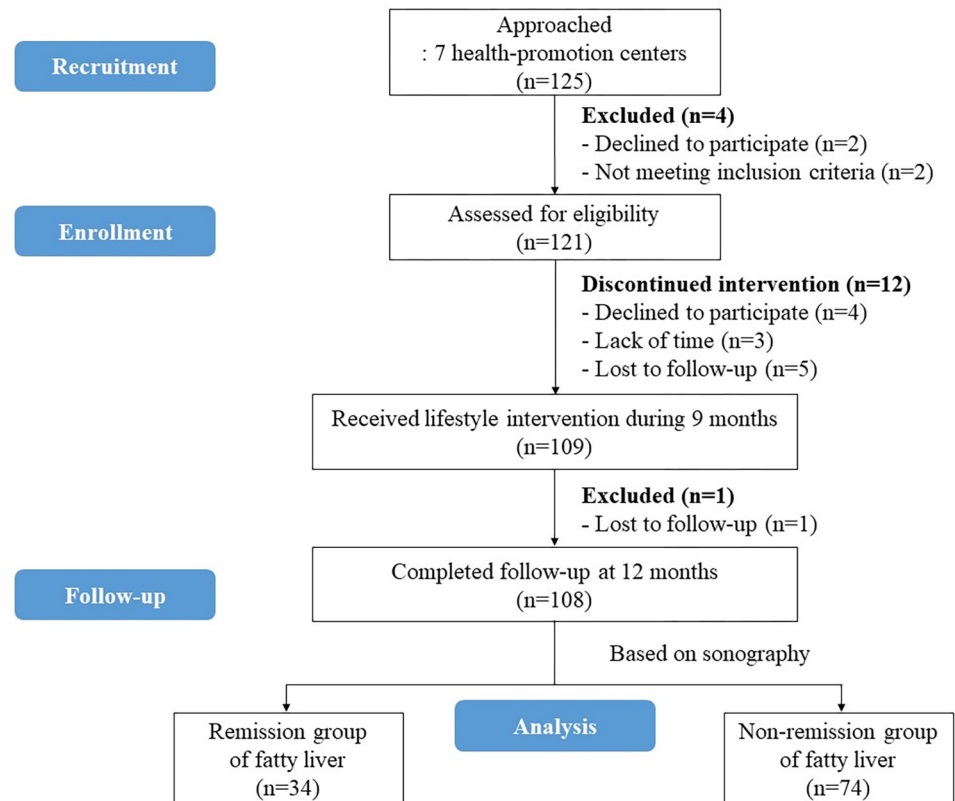 Recruitment
Approached
: 7 health-promotion centers
(n=125)
Excluded (n=4)
- Declined to participate (n=2)
- Not meeting inclusion criteria (n=2)
Enrollment
Assessed for eligibility
(n=121)
Discontinued intervention (n=12)
- Declined to participate (n=4)
- Lack of time (n=3)
- Lost to follow-up (n=5)
Received lifestyle intervention during 9 months
(n=109)
Excluded (n=1)
- Lost to follow-up (n=1)
Follow-up
Completed follow-up at 12 months
(n=108)
Based on sonography
Analysis
Remission group
of fatty liver
(n=34)
Non-remission group
of fatty liver
(n=74)